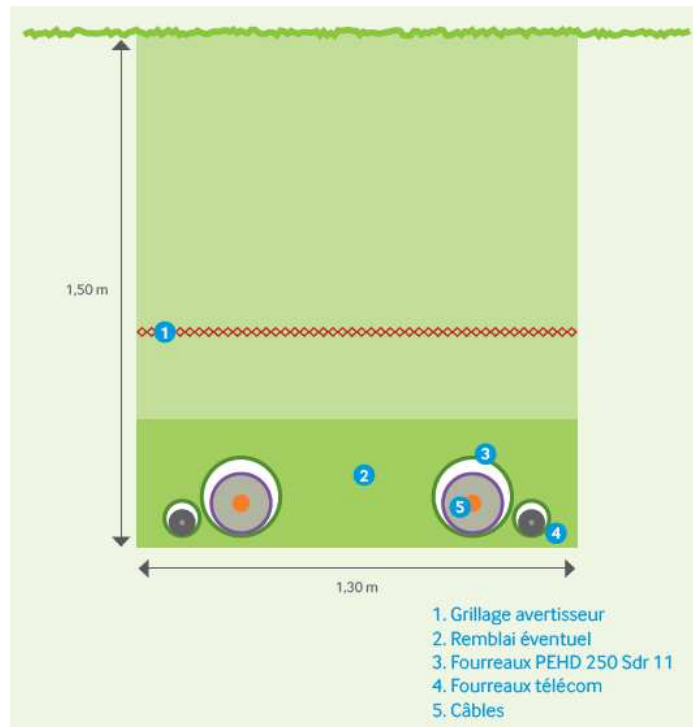 1,50 m
1
3
2
5
4
1,30 m
1. Grillage avertisseur
2. Remblai éventuel
3. Fourreaux PEHD 250 Sdr 11
4. Fourreaux télécom
5. Câbles